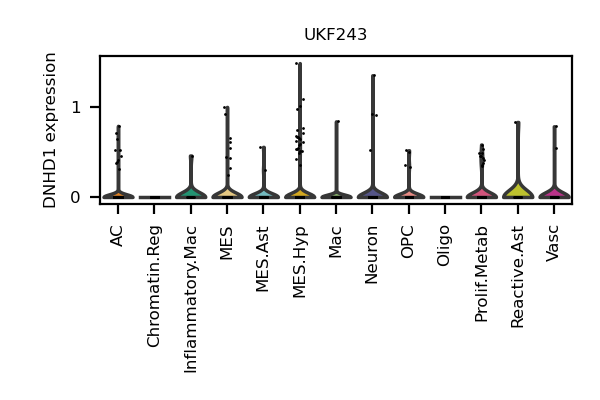 UKF243
DNHD1 expression
1
0
AC
Chromatin.Reg
Inflammatory.Mac
MES
MES.Ast
MES.Hyp
Mac
Neuron
OPC
Oligo
Prolif.Metab
Reactive.Ast
Vasc